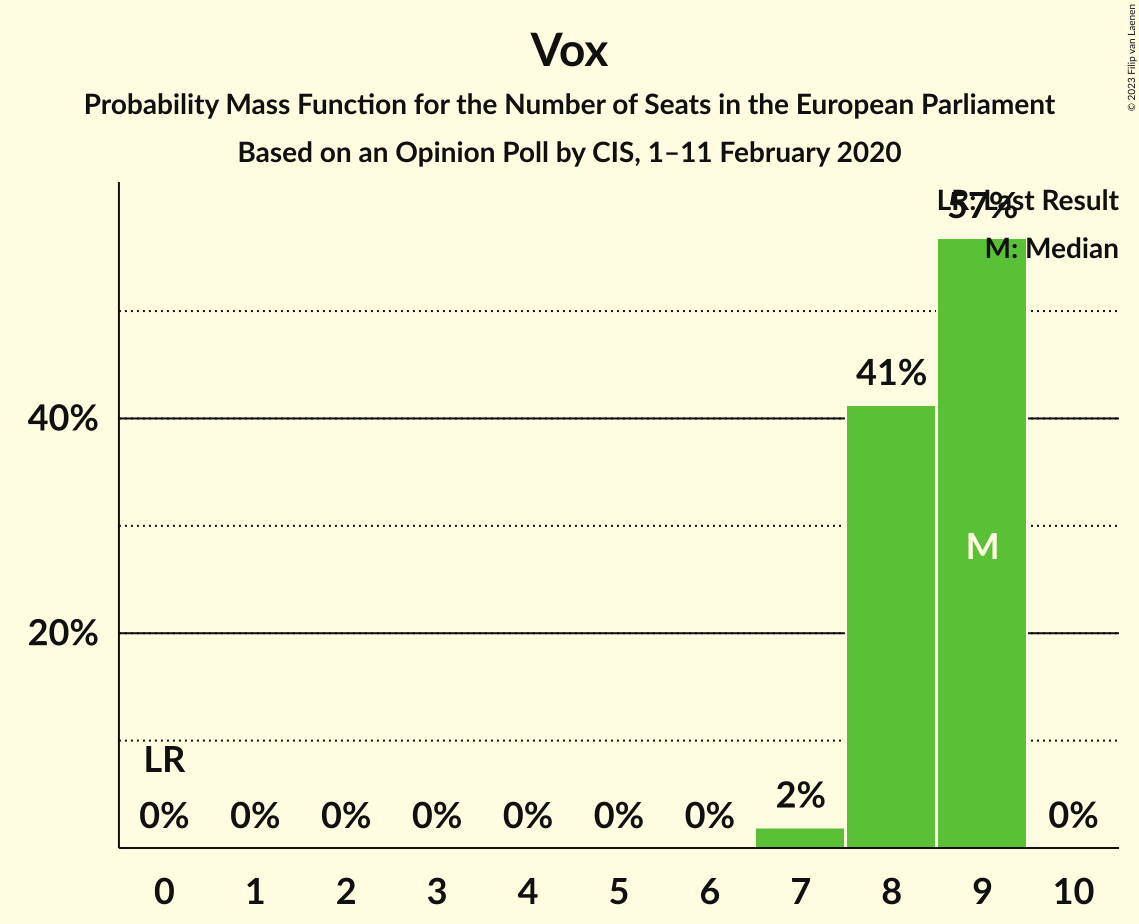 Vox
Probability Mass Function for the Number of Seats in the European Parliament
Based on an Opinion Poll by CIS, 1–11 February 2020
© 2023 Filip van Laenen
LR: Last Result
M: Median
57%
41%
40%
M
20%
LR
0% 0% 0% 0% 0% 0% 0% 2% 0%
0 1 2 3 4 5 6 7 8 9 10